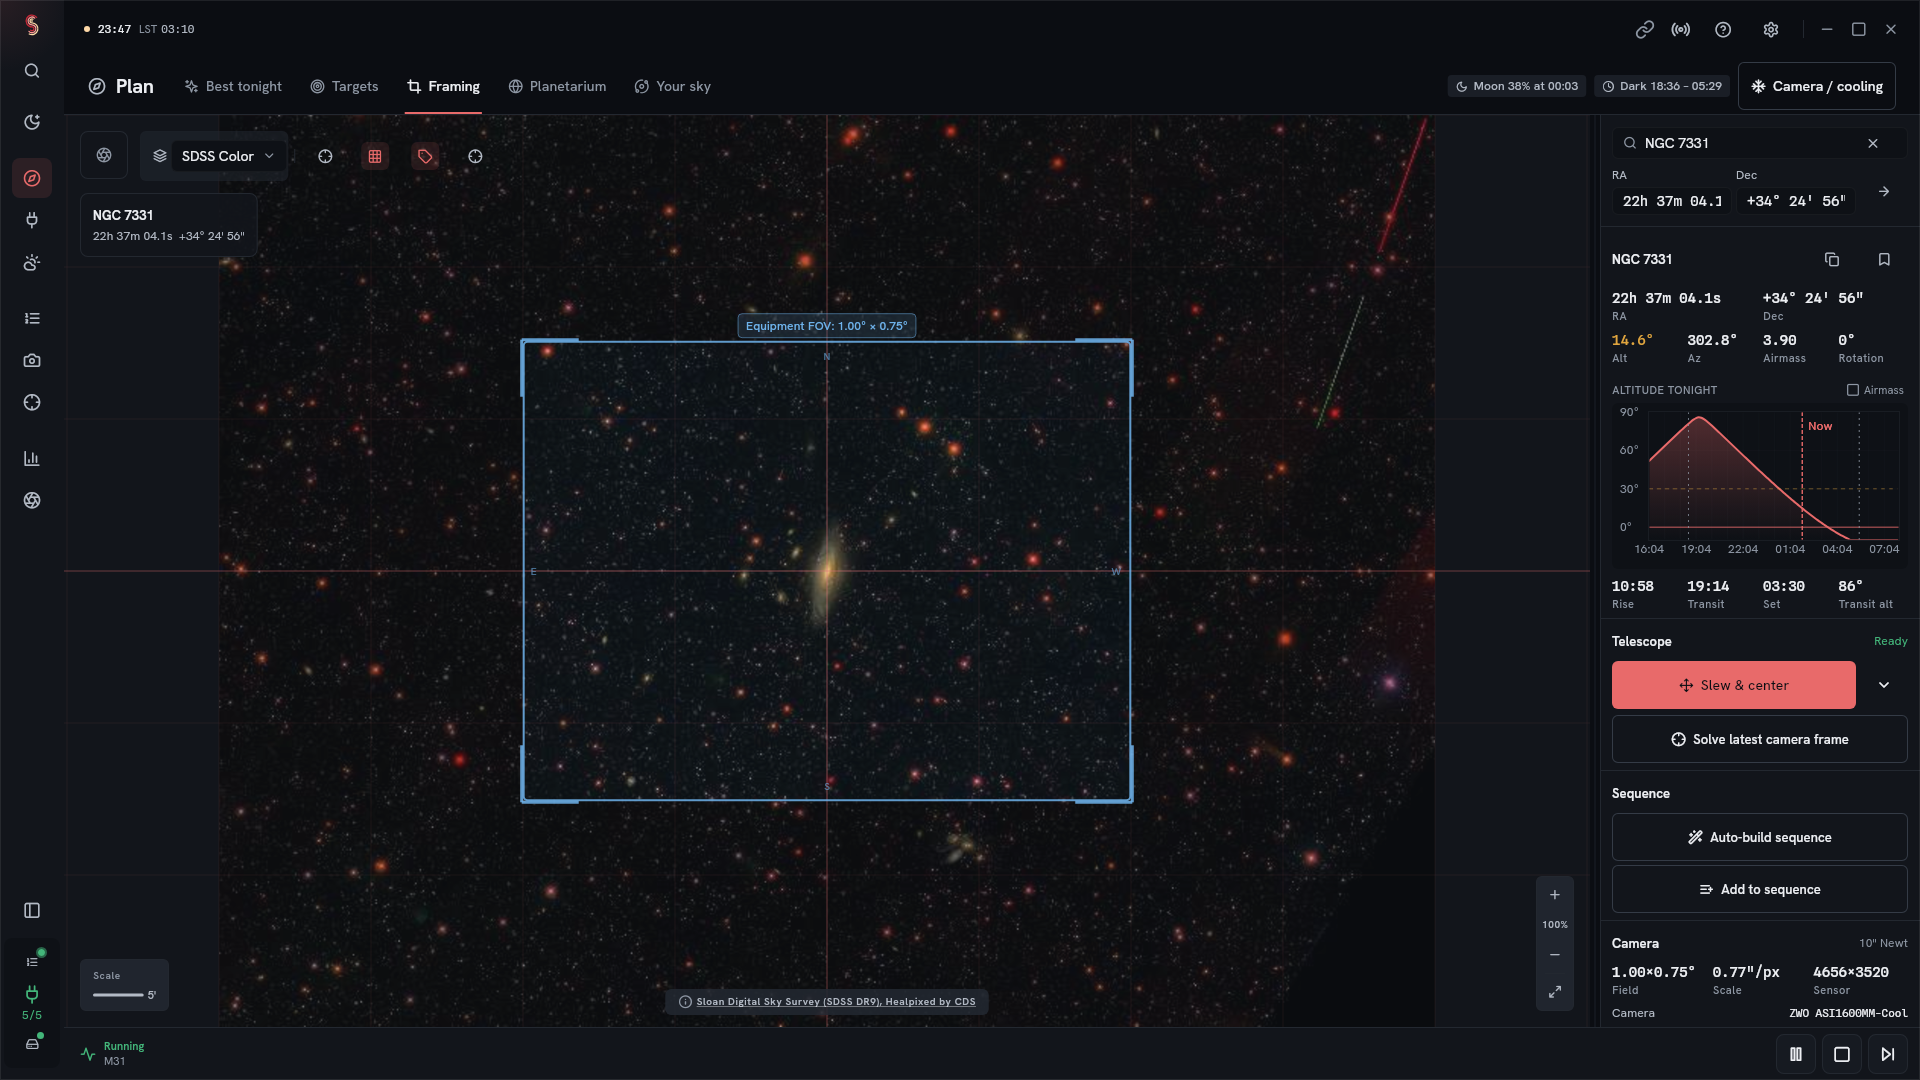 23:47 LST 03:10
Plan
Best tonight
Targets
Framing
Planetarium
Your sky
Moon 38% at 00:03
Dark 18:36 – 05:29
Camera / cooling
SDSS Color
NGC 7331
22h 37m 04.1s +34° 24' 56"
Equipment FOV: 1.00° × 0.75°
N
E
W
S
100%
Scale
5'
Sloan Digital Sky Survey (SDSS DR9), Healpixed by CDS
NGC 7331
RA
Dec
22h 37m 04.1
+34° 24' 56"
NGC 7331
22h 37m 04.1s
+34° 24' 56"
RA
Dec
14.6°
302.8°
3.90
0°
Alt
Az
Airmass
Rotation
ALTITUDE TONIGHT
Airmass
90°
60°
30°
0°
Now
16:04 19:04 22:04 01:04 04:04 07:04
10:58
19:14
03:30
86°
Rise
Transit
Set
Transit alt
Telescope
Ready
Slew & center
Solve latest camera frame
Sequence
Auto-build sequence
Add to sequence
Camera
10" Newt
1.00×0.75°
0.77"/px
4656×3520
Field
Scale
Sensor
Camera
ZWO ASI1600MM-Cool
5/5
Running
M31